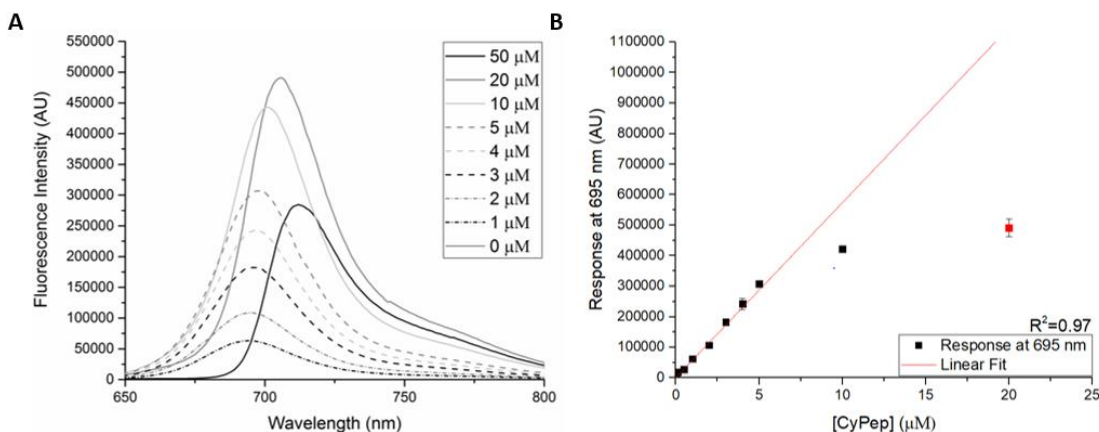 A
550000
500000
450000
400000
350000
300000
250000
200000
150000
100000
50000
0
650
700
750
800
Fluorescence Intensity (AU)
Wavelength (nm)
50 μM
20 μM
10 μM
5 μM
4 μM
3 μM
2 μM
1 μM
0 μM
B
1100000
1000000
900000
800000
700000
600000
500000
400000
300000
200000
100000
0
0
5
10
15
20
25
Response at 695 nm (AU)
[CyPep] (μM)
R²=0.97
Response at 695 nm
Linear Fit